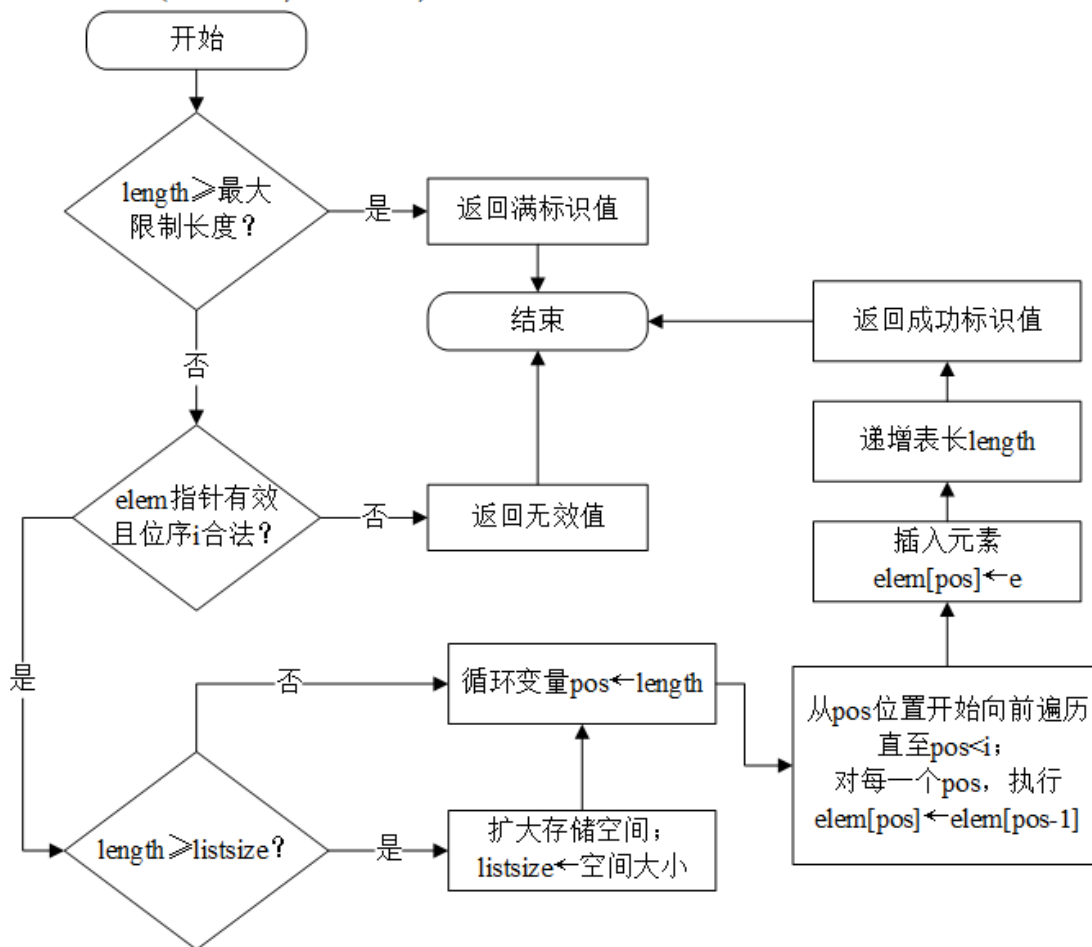 开始
length≥最大
限制长度？
是
返回满标识值
结束
返回成功标识值
否
递增表长length
elem指针有效
且位序i合法？
否
返回无效值
插入元素
elem[pos]←e
是
否
循环变量pos←length
从pos位置开始向前遍历
直至pos<i；
对每一个pos，执行
elem[pos]←elem[pos-1]
length≥listsize？
是
扩大存储空间；
listsize←空间大小